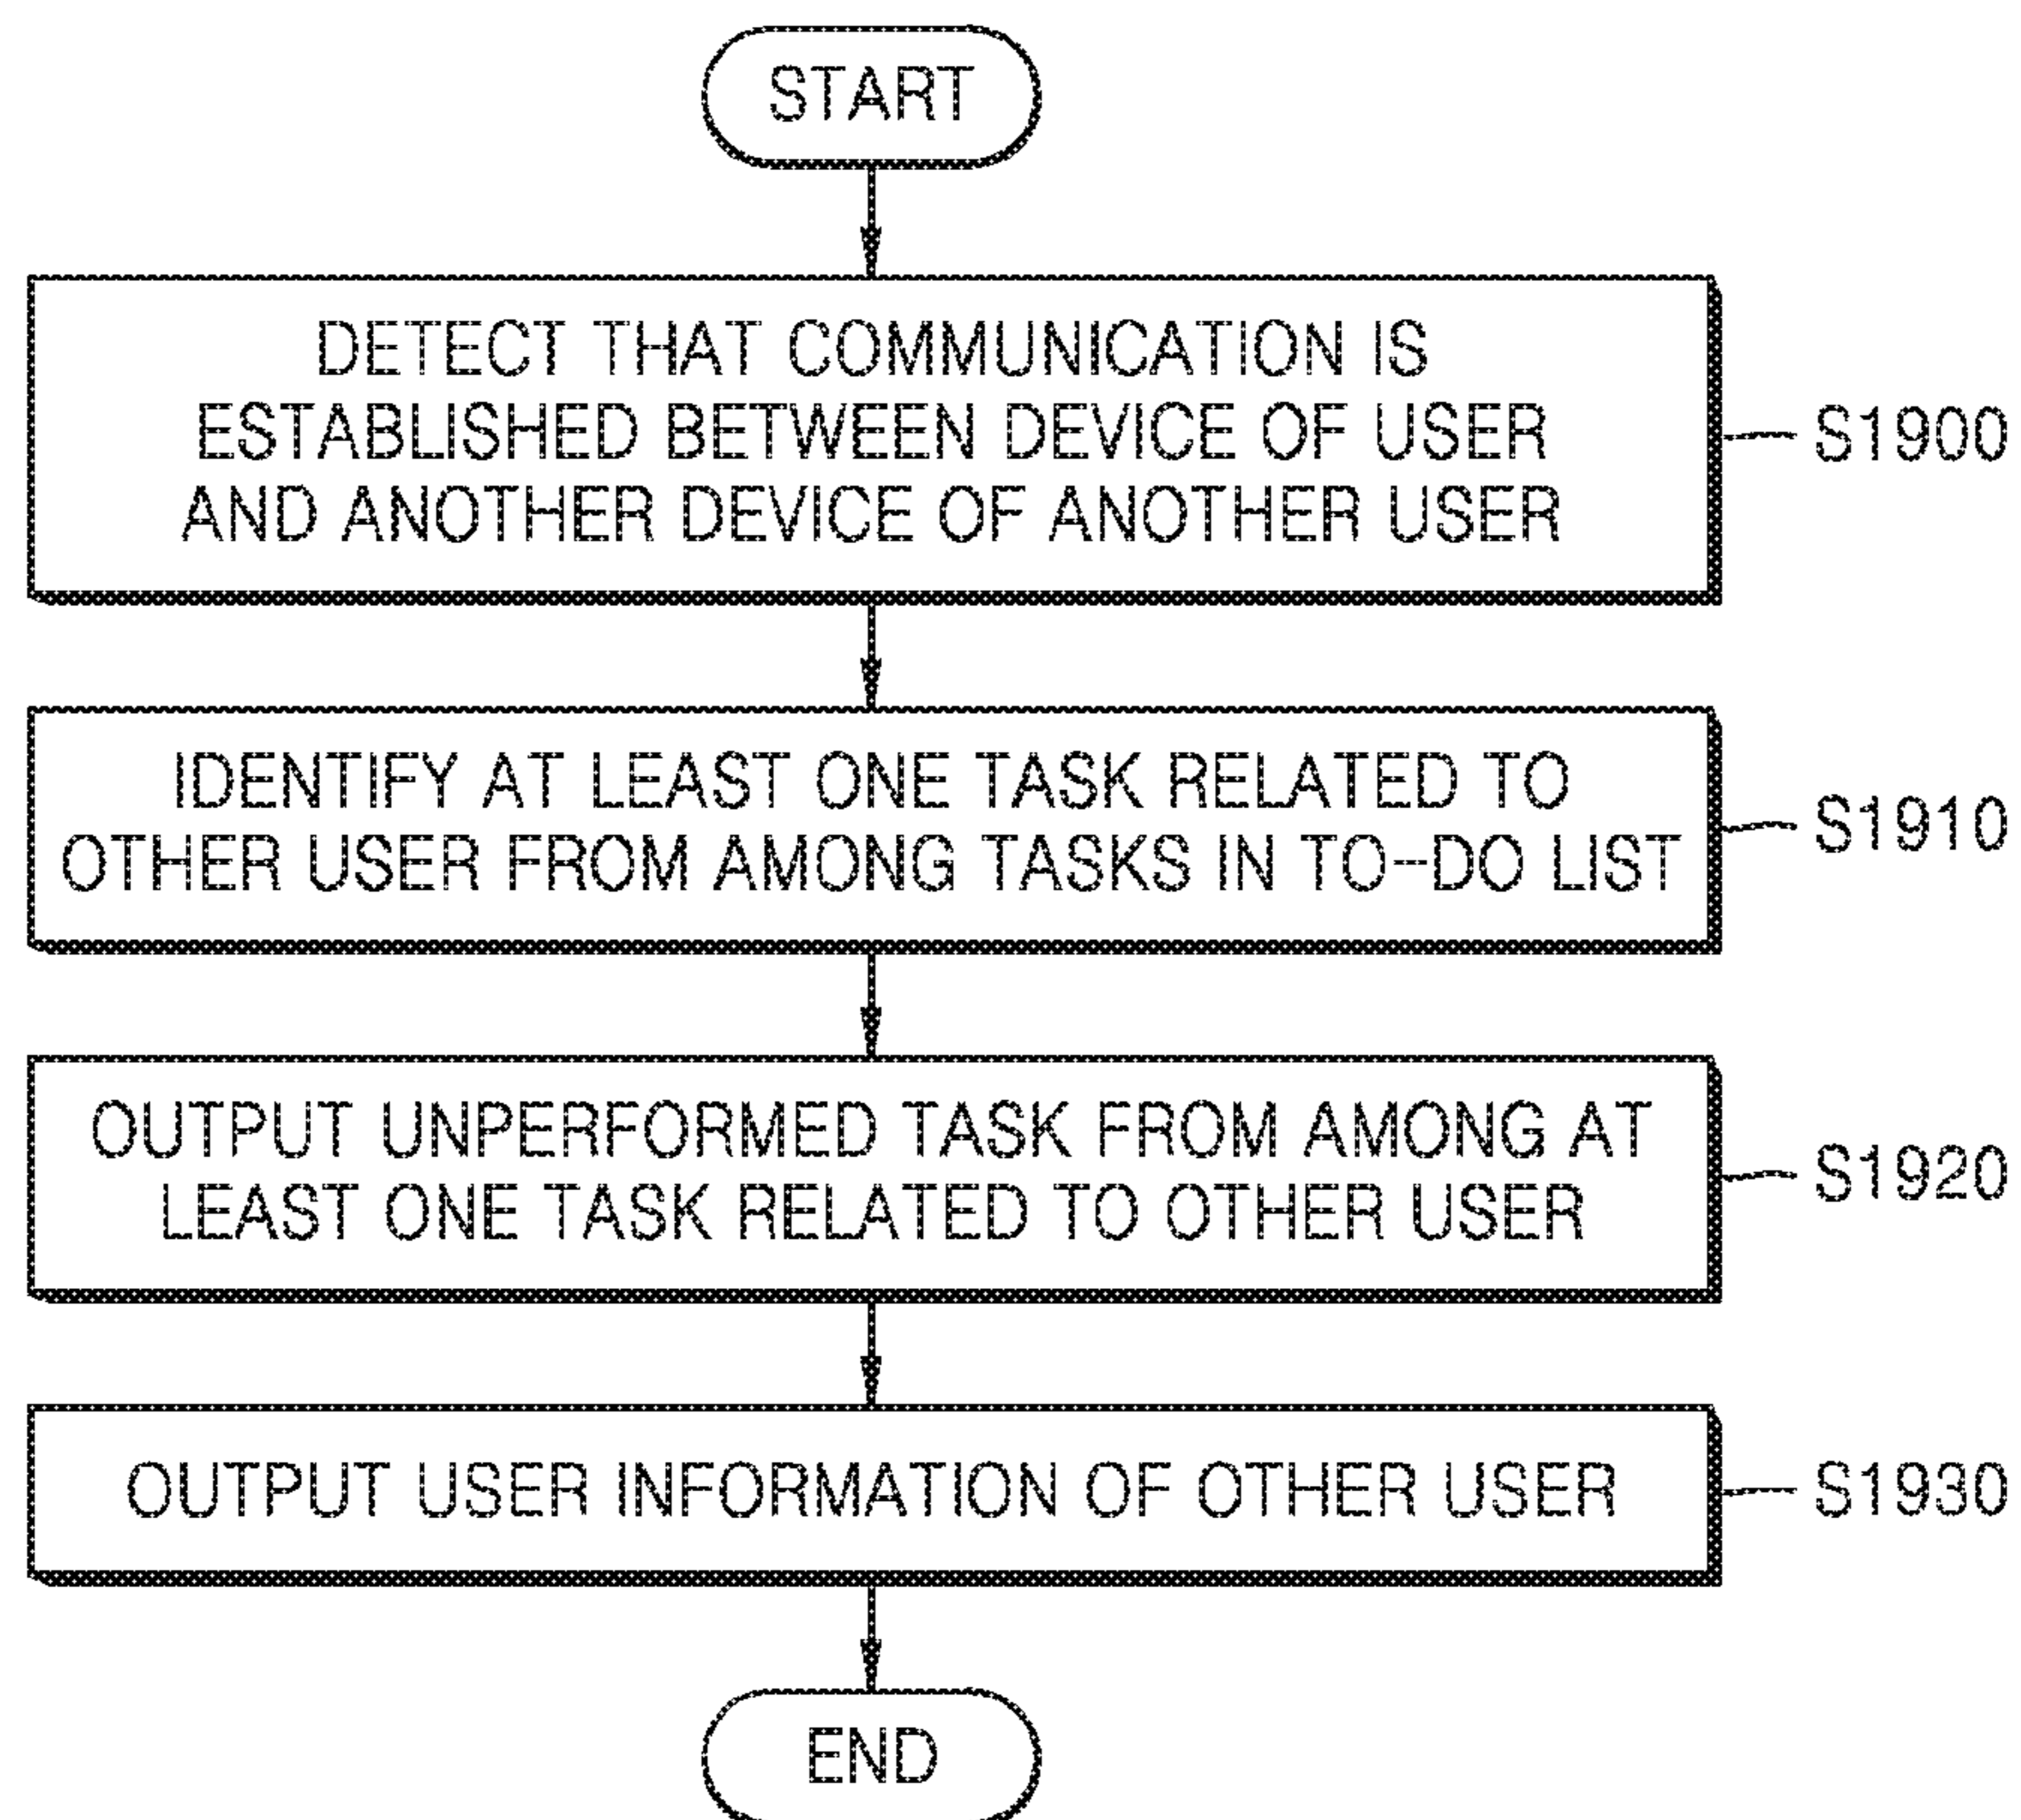 START
DETECT THAT COMMUNICATION IS
ESTABLISHED BETWEEN DEVICE OF USER
AND ANOTHER DEVICE OF ANOTHER USER
S1900
IDENTIFY AT LEAST ONE TASK RELATED TO
OTHER USER FROM AMONG TASKS IN TO-DO LIST
S1910
OUTPUT UNPERFORMED TASK FROM AMONG AT
LEAST ONE TASK RELATED TO OTHER USER
S1920
OUTPUT USER INFORMATION OF OTHER USER
S1930
END